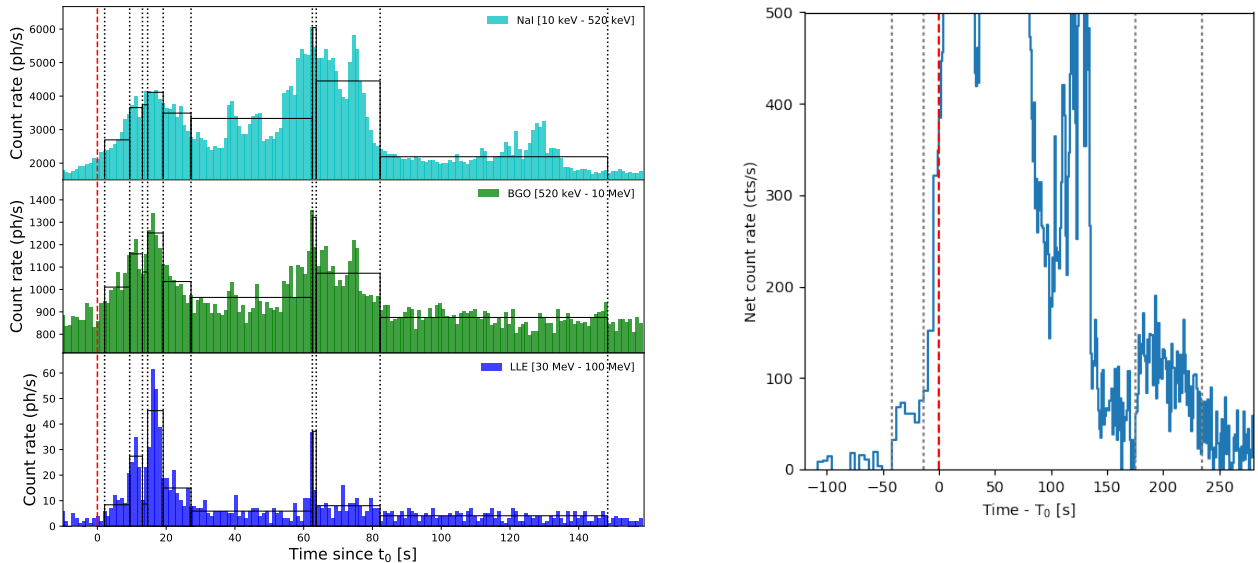 NaI [10 keV - 520 keV]
Count rate (ph/s)
6000
5000
4000
3000
2000
BGO [520 keV - 10 MeV]
Count rate (ph/s)
1400
1300
1200
1100
1000
900
800
LLE [30 MeV - 100 MeV]
Count rate (ph/s)
60
50
40
30
20
10
0
0 20 40 60 80 100 120 140
Time since t₀ [s]
Net count rate (cts/s)
500
400
300
200
100
0
−100 −50 0 50 100 150 200 250
Time - T₀ [s]